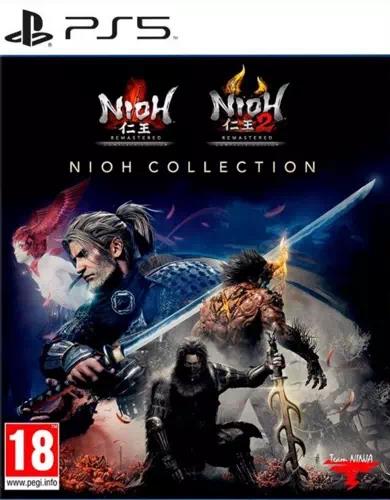 PS5
NIOH
仁王
REMASTERED
NIOH
仁王2
REMASTERED
NIOH COLLECTION
18
www.pegi.info
Team NINJA